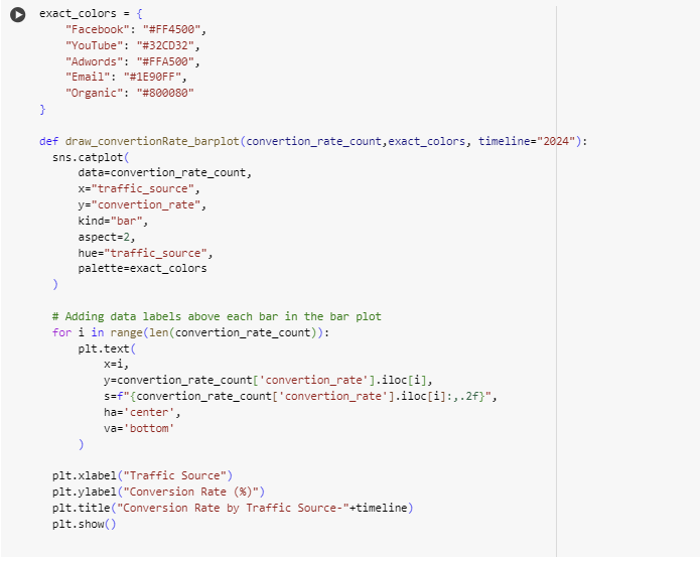 exact_colors = {
    "Facebook": "#FF4500",
    "YouTube": "#32CD32",
    "Adwords": "#FFA500",
    "Email": "#1E90FF",
    "Organic": "#800080"
}
def draw_convertionRate_barplot(convertion_rate_count,exact_colors, timeline="2024"):
  sns.catplot(
      data=convertion_rate_count,
      x="traffic_source",
      y="convertion_rate",
      kind="bar",
      aspect=2,
      hue="traffic_source",
      palette=exact_colors
  )
  # Adding data labels above each bar in the bar plot
  for i in range(len(convertion_rate_count)):
      plt.text(
          x=i,
          y=convertion_rate_count['convertion_rate'].iloc[i],
          s=f"{convertion_rate_count['convertion_rate'].iloc[i]:,.2f}",
          ha='center',
          va='bottom'
      )
  plt.xlabel("Traffic Source")
  plt.ylabel("Conversion Rate (%)")
  plt.title("Conversion Rate by Traffic Source-"+timeline)
  plt.show()